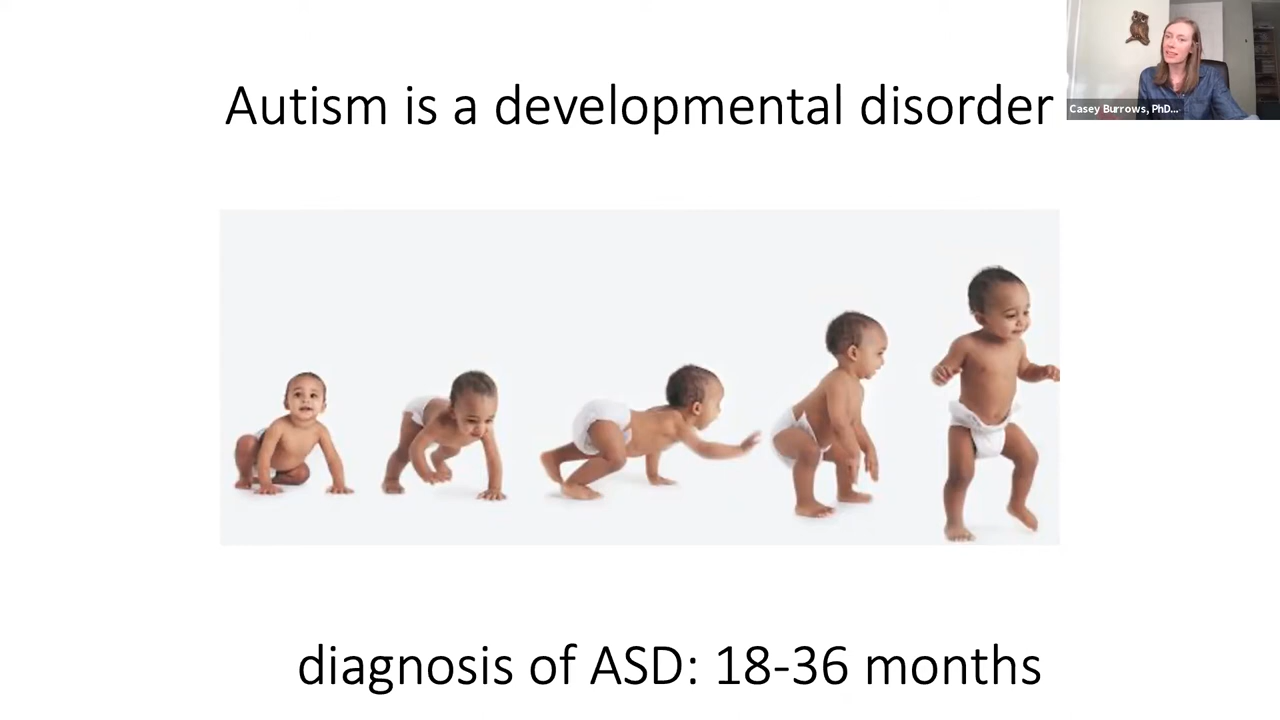 Autism is a developmental disorder
Casey Burrows, PhD...
diagnosis of ASD: 18-36 months